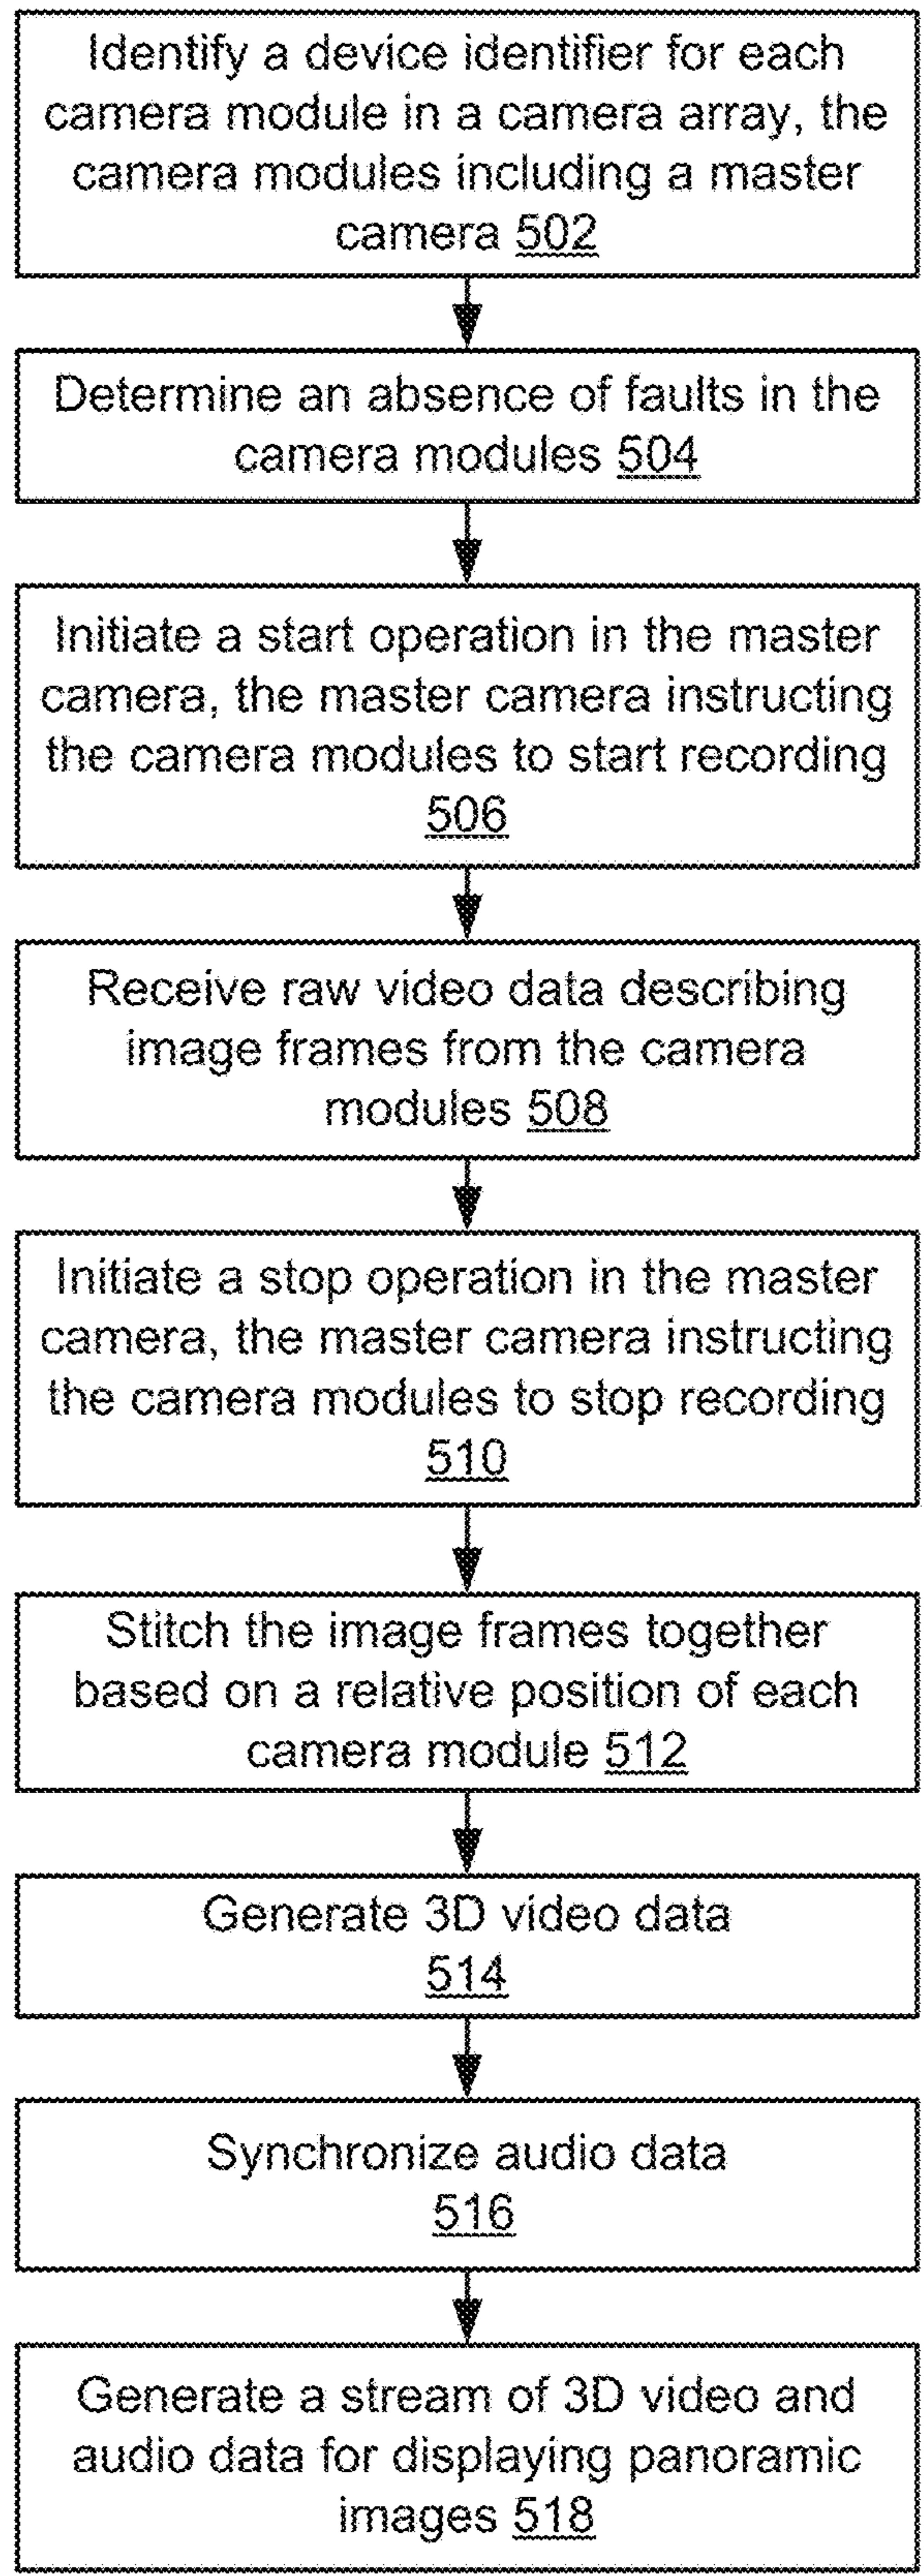 Identify a device identifier for each
camera module in a camera array, the
camera modules including a master
camera 502
Determine an absence of faults in the
camera modules 504
Initiate a start operation in the master
camera, the master camera instructing
the camera modules to start recording
506
Receive raw video data describing
image frames from the camera
modules 508
Initiate a stop operation in the master
camera, the master camera instructing
the camera modules to stop recording
510
Stitch the image frames together
based on a relative position of each
camera module 512
Generate 3D video data
514
Synchronize audio data
516
Generate a stream of 3D video and
audio data for displaying panoramic
images 518